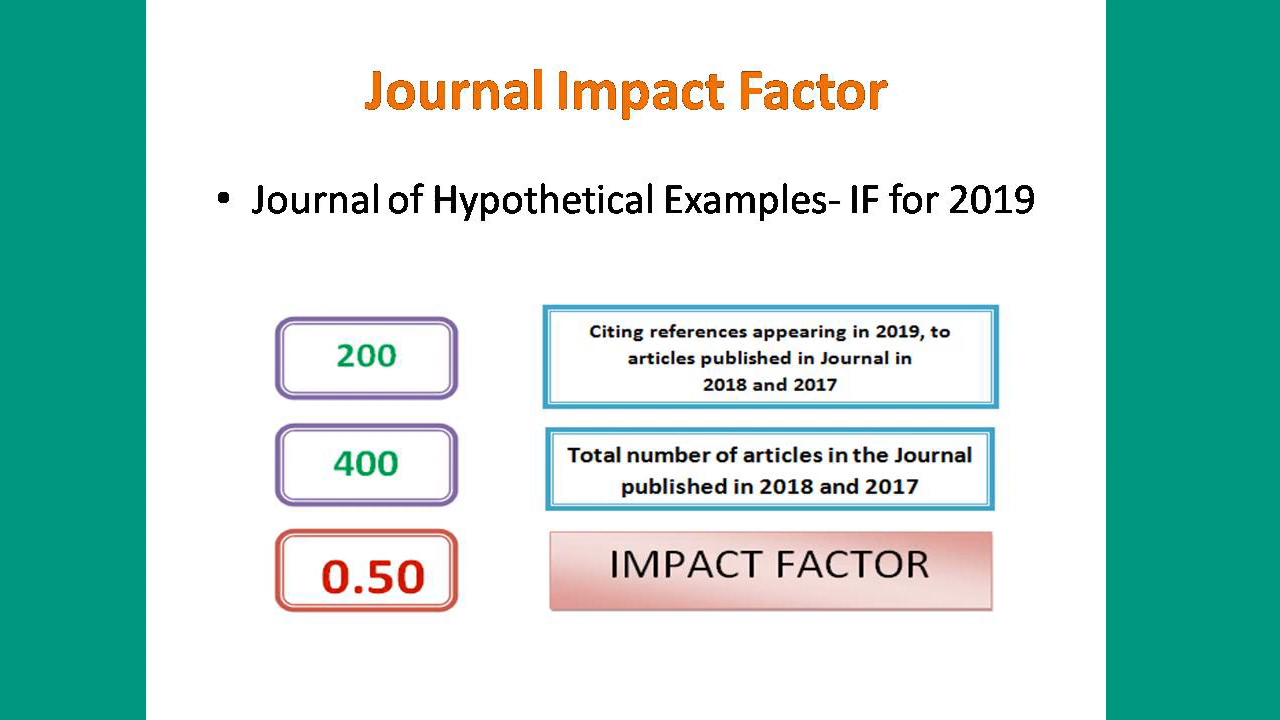 Journal Impact Factor
• Journal of Hypothetical Examples- IF for 2019
200
Citing references appearing in 2019, to
articles published in Journal in
2018 and 2017
400
Total number of articles in the Journal
published in 2018 and 2017
0.50
IMPACT FACTOR